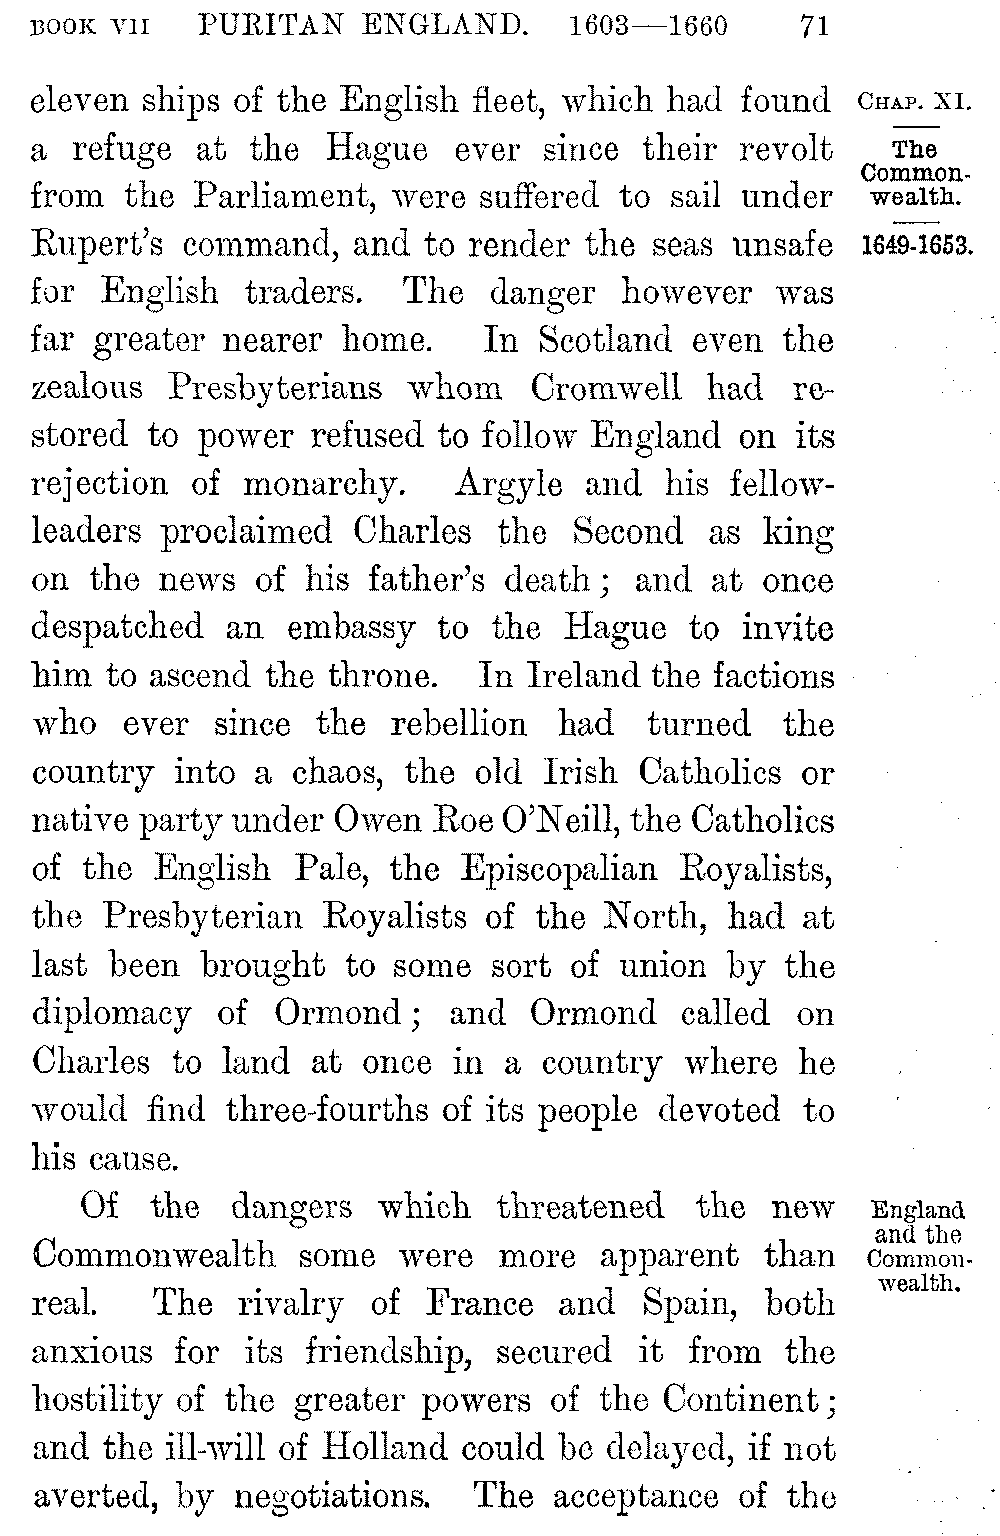 BOOK VII PURITAN ENGLAND. 1603—1660 71
eleven ships of the English fleet, which had found
a refuge at the Hague ever since their revolt
from the Parliament, were suffered to sail under
Rupert's command, and to render the seas unsafe
for English traders. The danger however was
far greater nearer home. In Scotland even the
zealous Presbyterians whom Cromwell had re-
stored to power refused to follow England on its
rejection of monarchy. Argyle and his fellow-
leaders proclaimed Charles the Second as king
on the news of his father's death; and at once
despatched an embassy to the Hague to invite
him to ascend the throne. In Ireland the factions
who ever since the rebellion had turned the
country into a chaos, the old Irish Catholics or
native party under Owen Roe O'Neill, the Catholics
of the English Pale, the Episcopalian Royalists,
the Presbyterian Royalists of the North, had at
last been brought to some sort of union by the
diplomacy of Ormond; and Ormond called on
Charles to land at once in a country where he
would find three-fourths of its people devoted to
his cause.
Of the dangers which threatened the new
Commonwealth some were more apparent than
real. The rivalry of France and Spain, both
anxious for its friendship, secured it from the
hostility of the greater powers of the Continent;
and the ill-will of Holland could be delayed, if not
averted, by negotiations. The acceptance of the
CHAP. XI.
The
Common-
wealth.
1649-1653.
England
and the
Common-
wealth.